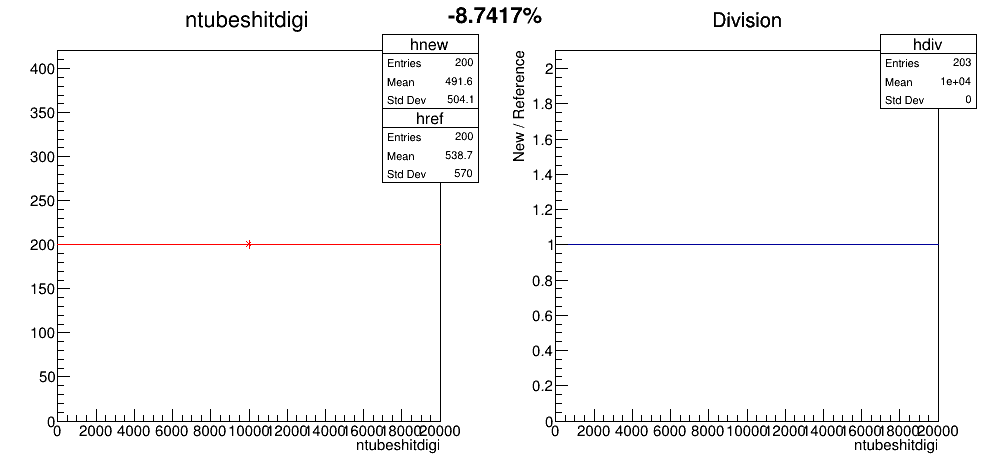 ntubeshitdigi
-8.7417%
Division
hnew
Entries 200
Mean 491.6
Std Dev 504.1
href
Entries 200
Mean 538.7
Std Dev 570
400
350
300
250
200
150
100
50
0
0 2000 4000 6000 8000 10000 12000 14000 16000 18000 20000
ntubeshitdigi
hdiv
Entries 203
Mean 1e+04
Std Dev 0
New / Reference
2
1.8
1.6
1.4
1.2
1
0.8
0.6
0.4
0.2
0
0 2000 4000 6000 8000 10000 12000 14000 16000 18000 20000
ntubeshitdigi